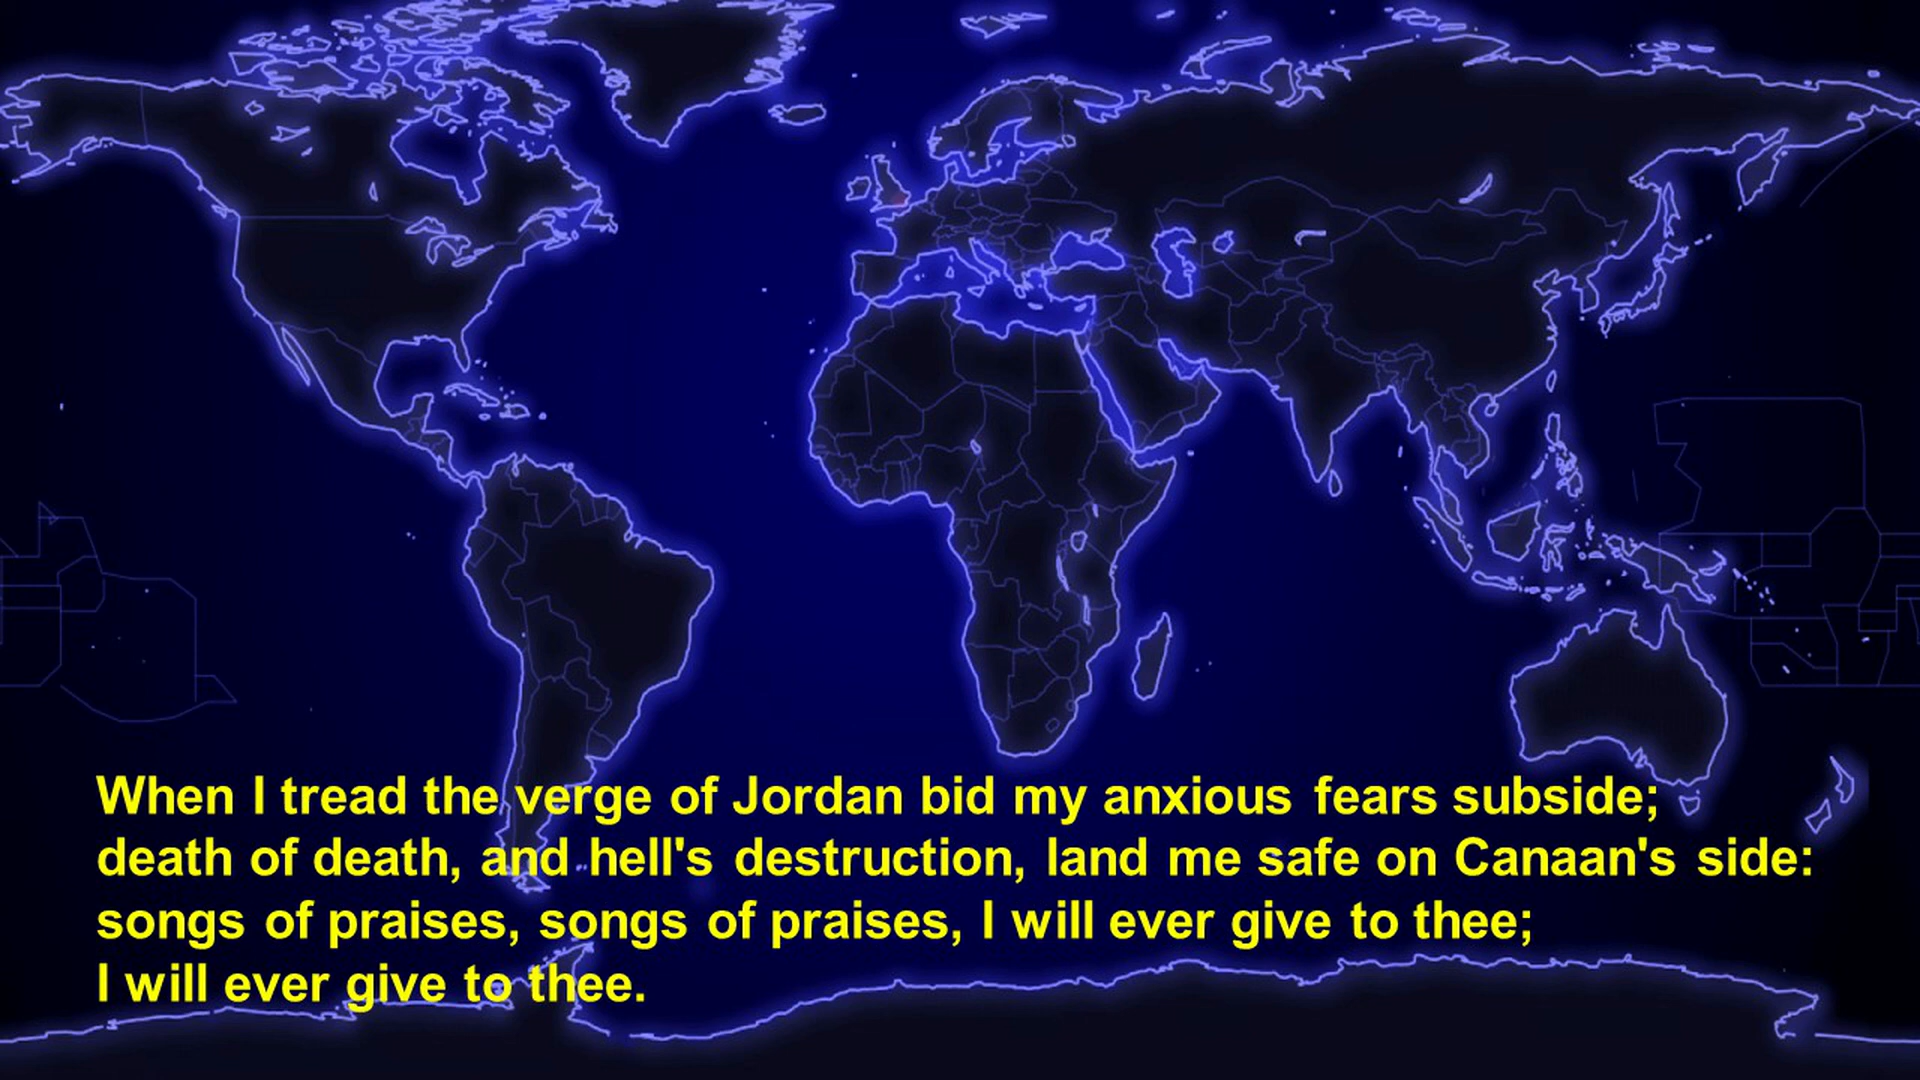 When I tread the verge of Jordan bid my anxious fears subside;
death of death, and hell's destruction, land me safe on Canaan's side:
songs of praises, songs of praises, I will ever give to thee;
I will ever give to thee.